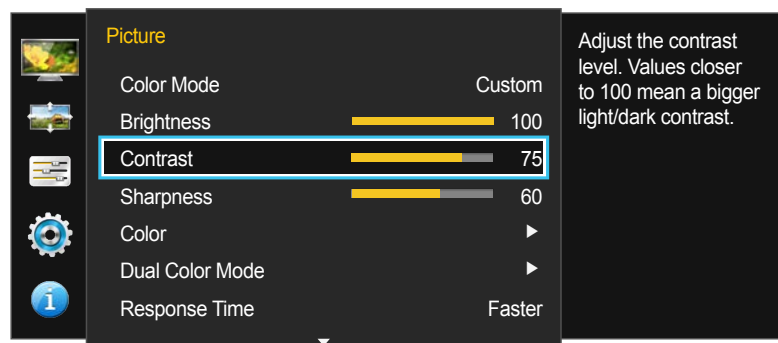 Picture
Color Mode Custom
Brightness 100
Contrast 75
Sharpness 60
Color
Dual Color Mode
Response Time Faster
Adjust the contrast
level. Values closer
to 100 mean a bigger
light/dark contrast.